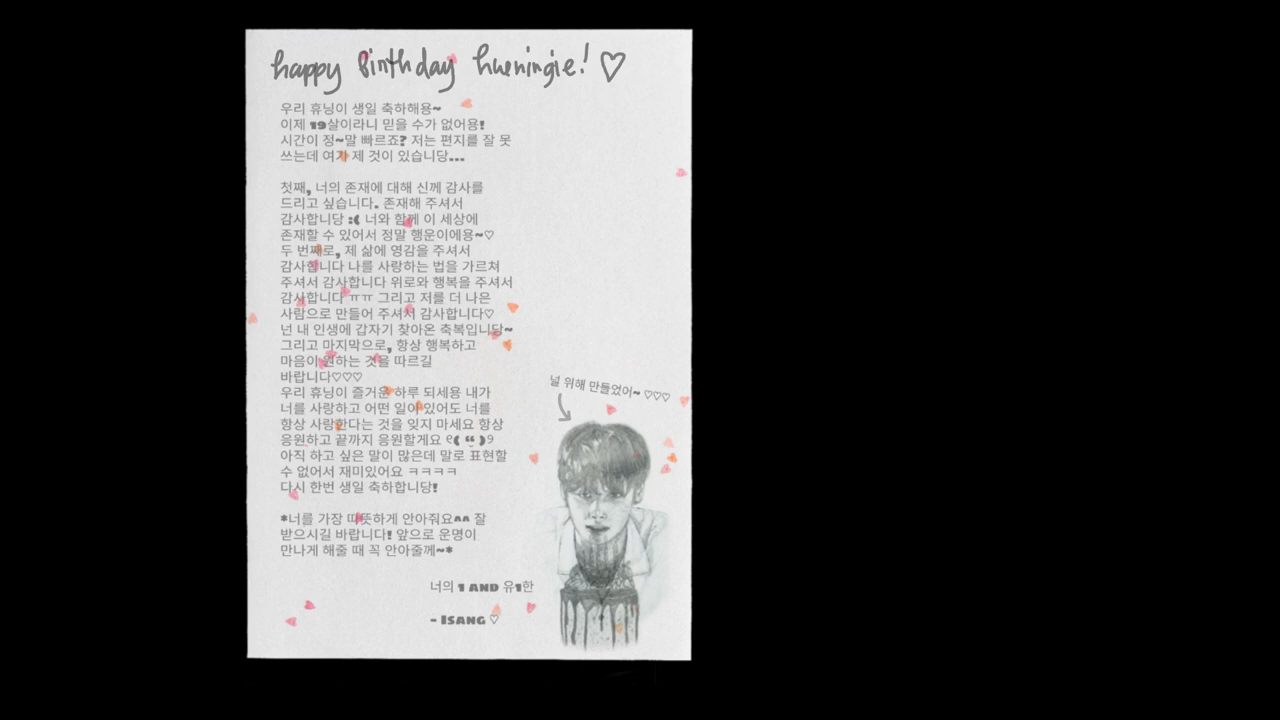 happy Birthday hueningie! ♡
우리 휴닝이 생일 축하해용~
이제 19살이라니 믿을 수가 없어용!
시간이 정~말 빠르죠? 저는 편지를 잘 못
쓰는데 여기 제 것이 있습니당...
첫째, 너의 존재에 대해 신께 감사를
드리고 싶습니다. 존재해 주셔서
감사합니당 :( 너와 함께 이 세상에
존재할 수 있어서 정말 행운이에용~♡
두 번째로, 제 삶에 영감을 주셔서
감사합니다 나를 사랑하는 법을 가르쳐
주셔서 감사합니다 위로와 행복을 주셔서
감사합니다 ㅠㅠ 그리고 저를 더 나은
사람으로 만들어 주셔서 감사합니다♡
넌 내 인생에 갑자기 찾아온 축복입니당~
그리고 마지막으로, 항상 행복하고
마음이 원하는 것을 따르길
바랍니다♡♡♡
우리 휴닝이 즐거운 하루 되세용 내가
너를 사랑하고 어떤 일이 있어도 너를
항상 사랑한다는 것을 잊지 마세요 항상
응원하고 끝까지 응원할게요 ୧( “̮ )୨
아직 하고 싶은 말이 많은데 말로 표현할
수 없어서 재미있어요 ㅋㅋㅋㅋ
다시 한번 생일 축하합니당!
*너를 가장 따뜻하게 안아줘요^^ 잘
받으시길 바랍니다! 앞으로 운명이
만나게 해줄 때 꼭 안아줄께~*
너의 1 AND 유1한
- Isang ♡
널 위해 만들었어~ ♡♡♡